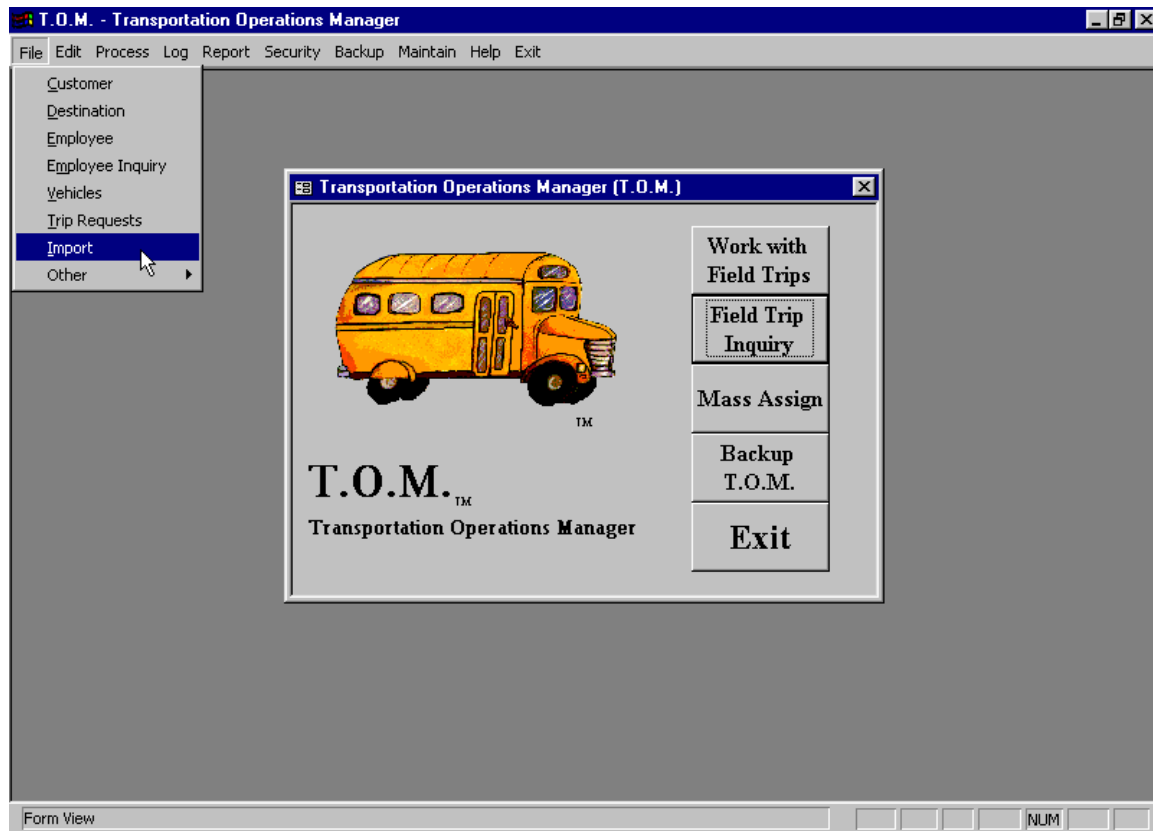 T.O.M. - Transportation Operations Manager
File Edit Process Log Report Security Backup Maintain Help Exit
Customer
Destination
Employee
Employee Inquiry
Vehicles
Trip Requests
Import
Other
Transportation Operations Manager (T.O.M.)
TM
T.O.M. TM
Transportation Operations Manager
Work with
Field Trips
Field Trip
Inquiry
Mass Assign
Backup
T.O.M.
Exit
Form View
NUM